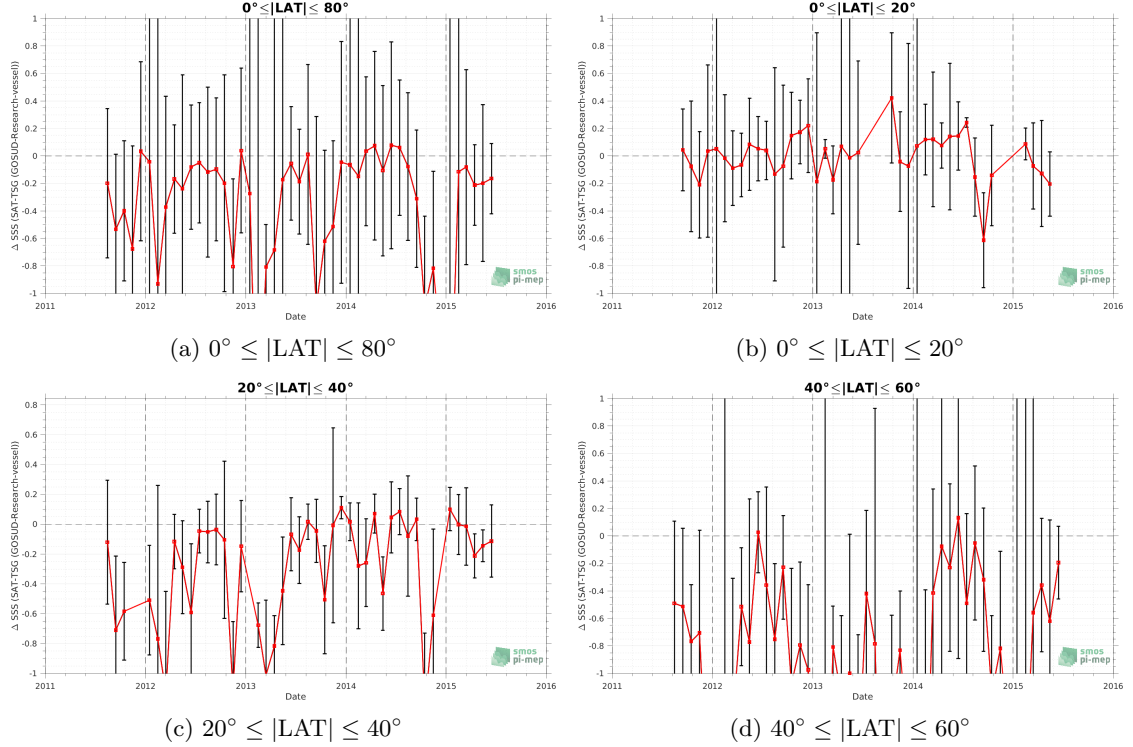 0°≤|LAT|≤ 80°
Δ SSS (SAT-TSG (GOSUD-Research-vessel))
1
0.8
0.6
0.4
0.2
0
-0.2
-0.4
-0.6
-0.8
-1
2011 2012 2013 2014 2015 2016
Date
smos
pi-mep
(a) 0° ≤ |LAT| ≤ 80°
0°≤|LAT|≤ 20°
Δ SSS (SAT-TSG (GOSUD-Research-vessel))
1
0.8
0.6
0.4
0.2
0
-0.2
-0.4
-0.6
-0.8
-1
2011 2012 2013 2014 2015 2016
Date
smos
pi-mep
(b) 0° ≤ |LAT| ≤ 20°
20°≤|LAT|≤ 40°
Δ SSS (SAT-TSG (GOSUD-Research-vessel))
0.8
0.6
0.4
0.2
0
-0.2
-0.4
-0.6
-0.8
-1
2011 2012 2013 2014 2015 2016
Date
smos
pi-mep
(c) 20° ≤ |LAT| ≤ 40°
40°≤|LAT|≤ 60°
Δ SSS (SAT-TSG (GOSUD-Research-vessel))
1
0.8
0.6
0.4
0.2
0
-0.2
-0.4
-0.6
-0.8
-1
2011 2012 2013 2014 2015 2016
Date
smos
pi-mep
(d) 40° ≤ |LAT| ≤ 60°